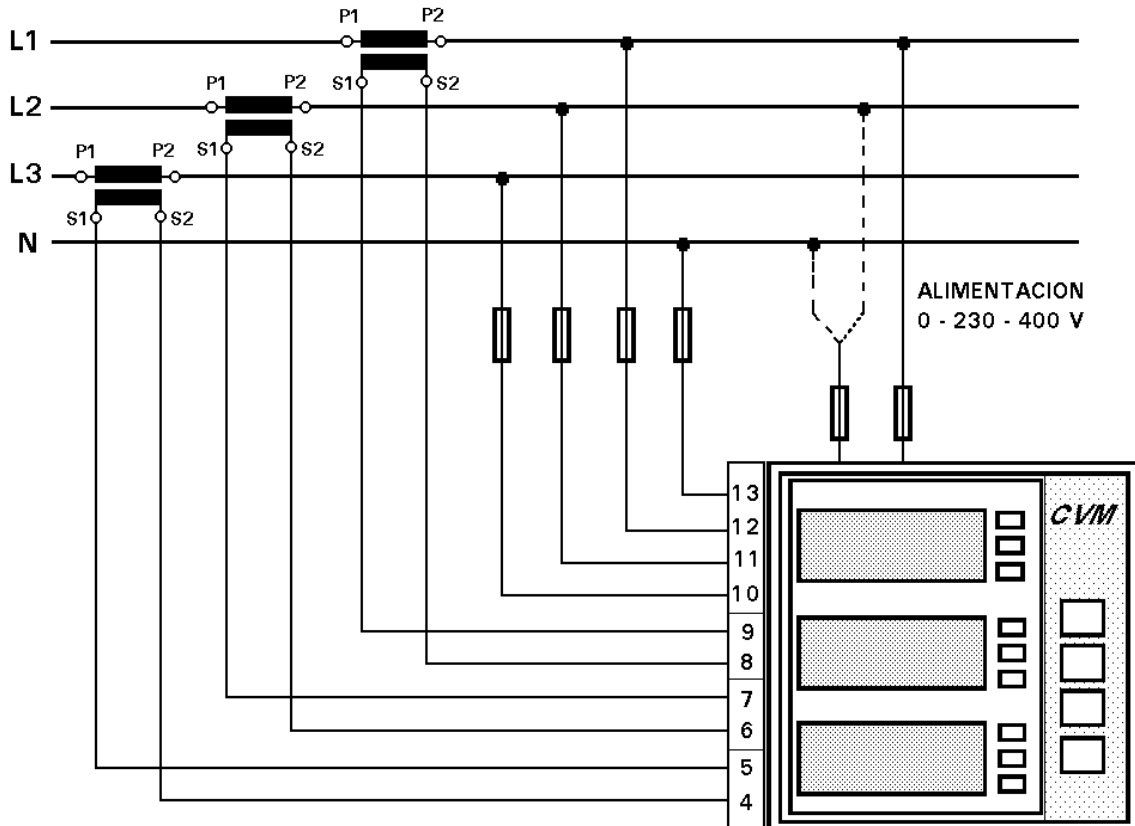 P1 P2
L1
S1 S2
P1 P2
L2
S1 S2
P1 P2
L3
S1 S2
N
ALIMENTACION
0 - 230 - 400 V
13
12
11
10
9
8
7
6
5
4
CVM